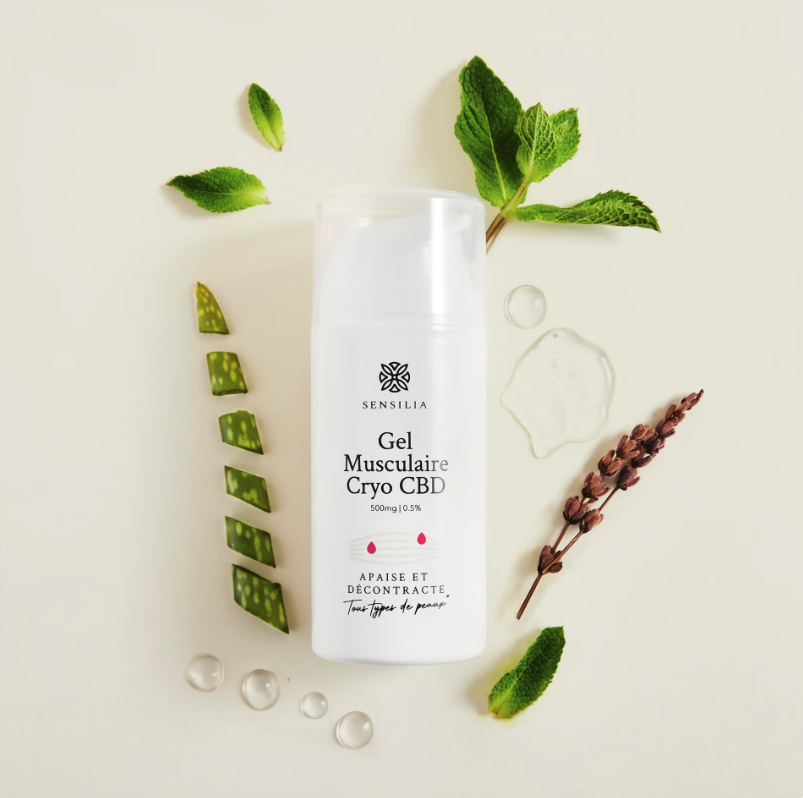 SENSILIA
Gel
Musculaire
Cryo CBD
500mg | 0.5%
APAISE ET
DÉCONTRACTE
Tous types de peaux*